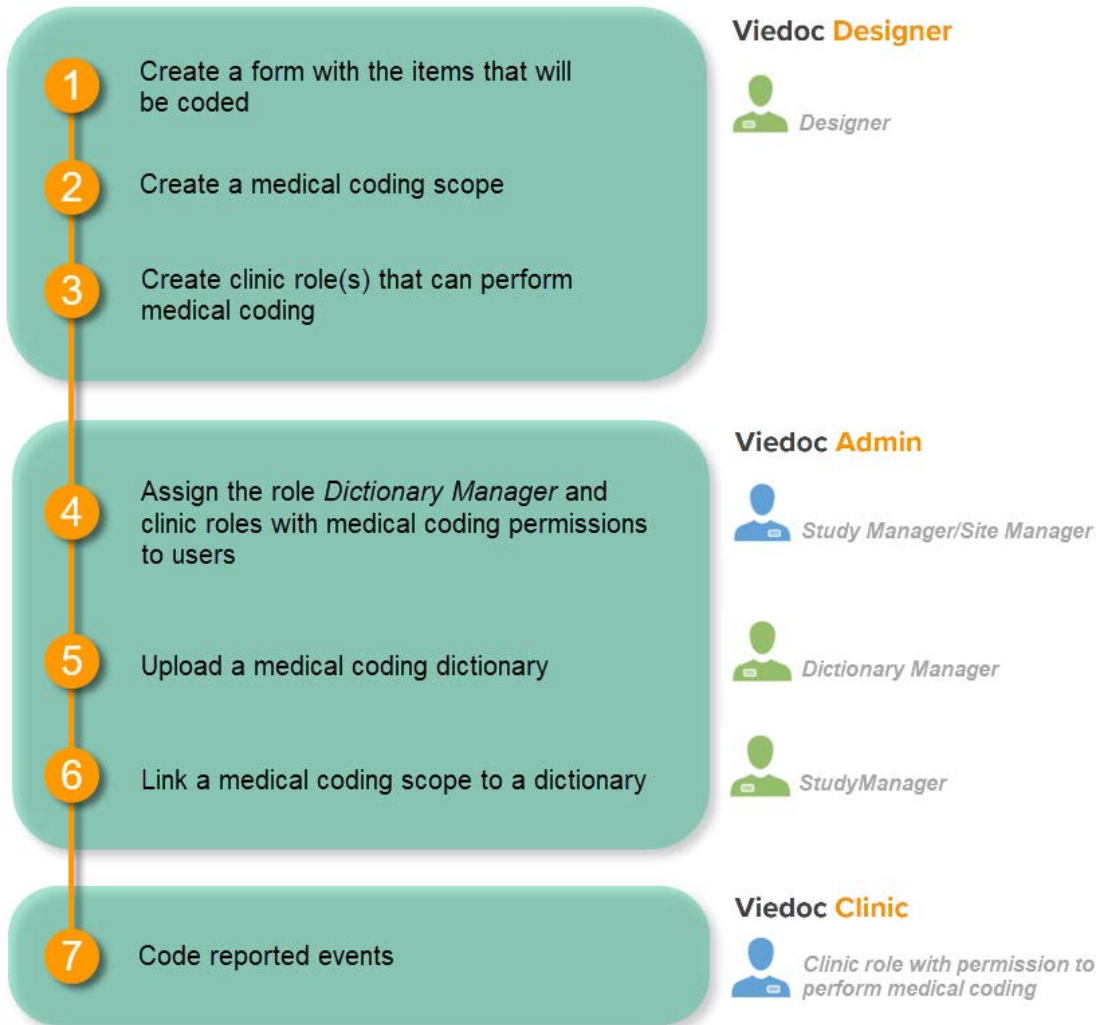 Viedoc Designer
1
Create a form with the items that will
be coded
Designer
2
Create a medical coding scope
3
Create clinic role(s) that can perform
medical coding
Viedoc Admin
4
Assign the role Dictionary Manager and
clinic roles with medical coding permissions
to users
Study Manager/Site Manager
5
Upload a medical coding dictionary
Dictionary Manager
6
Link a medical coding scope to a dictionary
StudyManager
Viedoc Clinic
7
Code reported events
Clinic role with permission to
perform medical coding